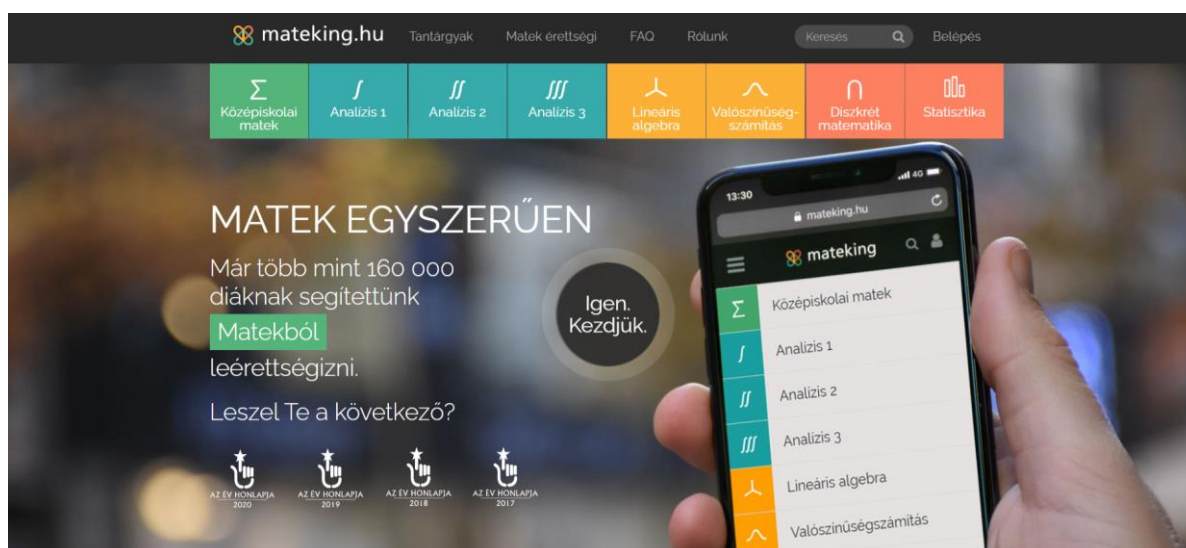 mateking.hu Tantárgyak Matek érettségi FAQ Rólunk Keresés Belépés
Középiskolai matek
Analízis 1
Analízis 2
Analízis 3
Lineáris algebra
Valószínűség-számítás
Diszkrét matematika
Statisztika
MATEK EGYSZERŰEN
Már több mint 160 000
diáknak segítettünk
Matekból
leérettségizni.
Leszel Te a következő?
Igen.
Kezdjük.
AZ ÉV HONLAPJA
2020
AZ ÉV HONLAPJA
2019
AZ ÉV HONLAPJA
2018
AZ ÉV HONLAPJA
2017
13:30 4G
mateking.hu
mateking
Középiskolai matek
Analízis 1
Analízis 2
Analízis 3
Lineáris algebra
Valószínűségszámítás